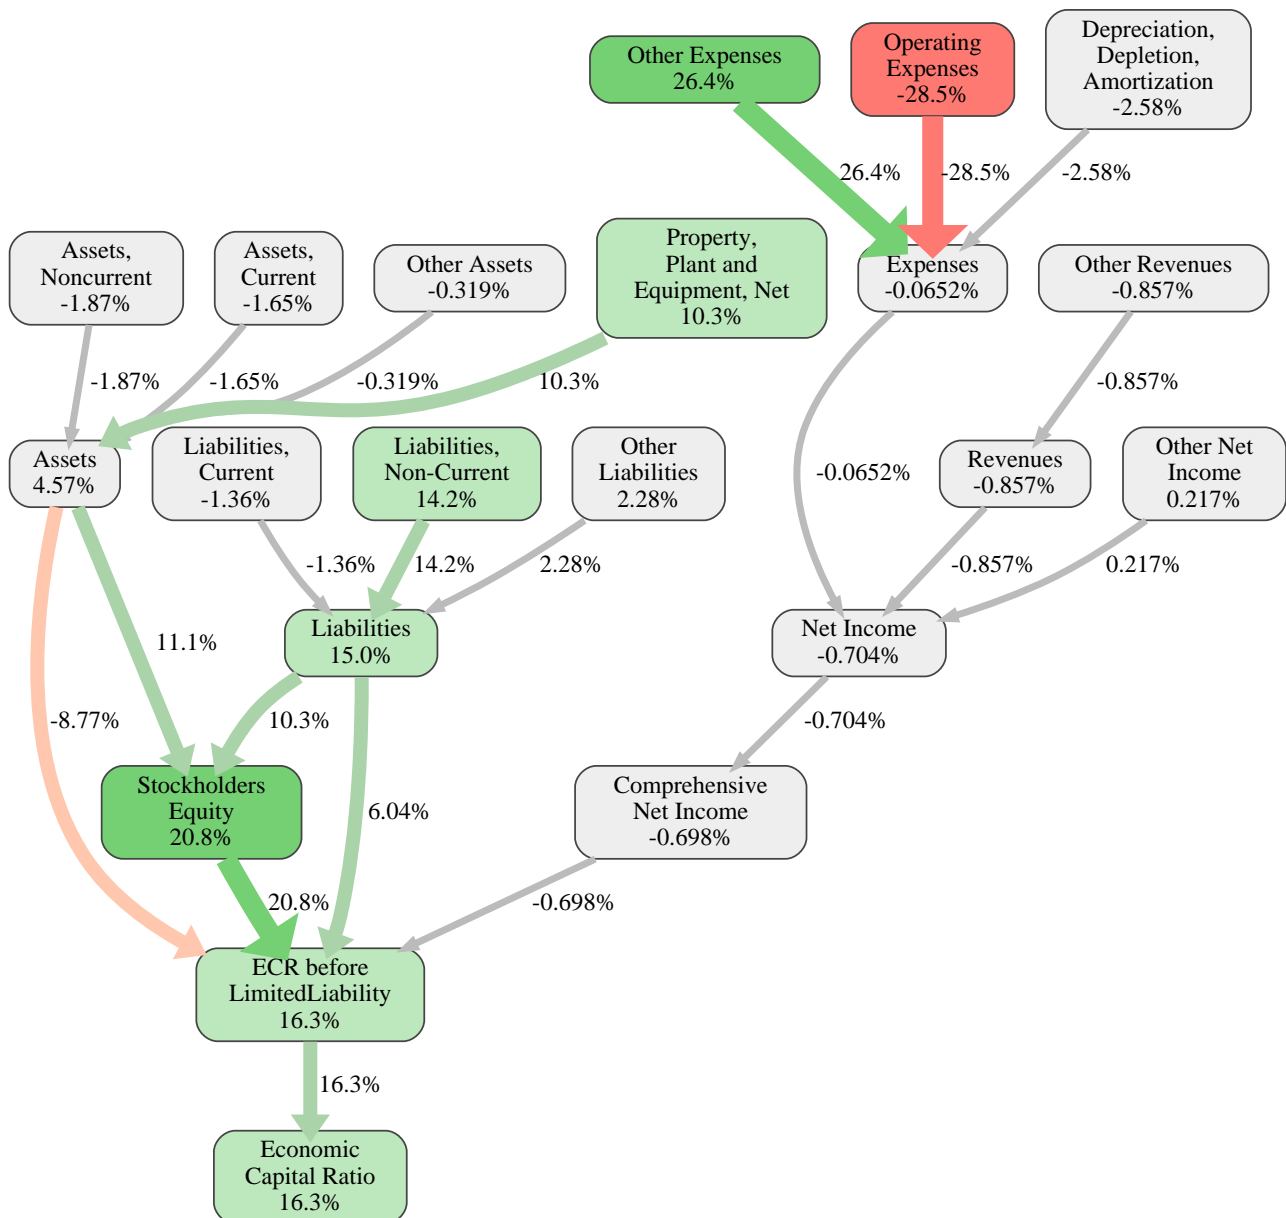 Other Expenses
26.4%
Operating
Expenses
-28.5%
Depreciation,
Depletion,
Amortization
-2.58%
26.4%
-28.5%
-2.58%
Assets,
Noncurrent
-1.87%
Assets,
Current
-1.65%
Other Assets
-0.319%
Property,
Plant and
Equipment, Net
10.3%
Expenses
-0.0652%
Other Revenues
-0.857%
-1.87%
-1.65%
-0.319%
10.3%
-0.857%
Assets
4.57%
Liabilities,
Current
-1.36%
Liabilities,
Non-Current
14.2%
Other
Liabilities
2.28%
-0.0652%
Revenues
-0.857%
Other Net
Income
0.217%
-1.36%
14.2%
2.28%
-0.857%
0.217%
11.1%
Liabilities
15.0%
Net Income
-0.704%
-8.77%
10.3%
-0.704%
Stockholders
Equity
20.8%
6.04%
Comprehensive
Net Income
-0.698%
20.8%
-0.698%
ECR before
LimitedLiability
16.3%
16.3%
Economic
Capital Ratio
16.3%